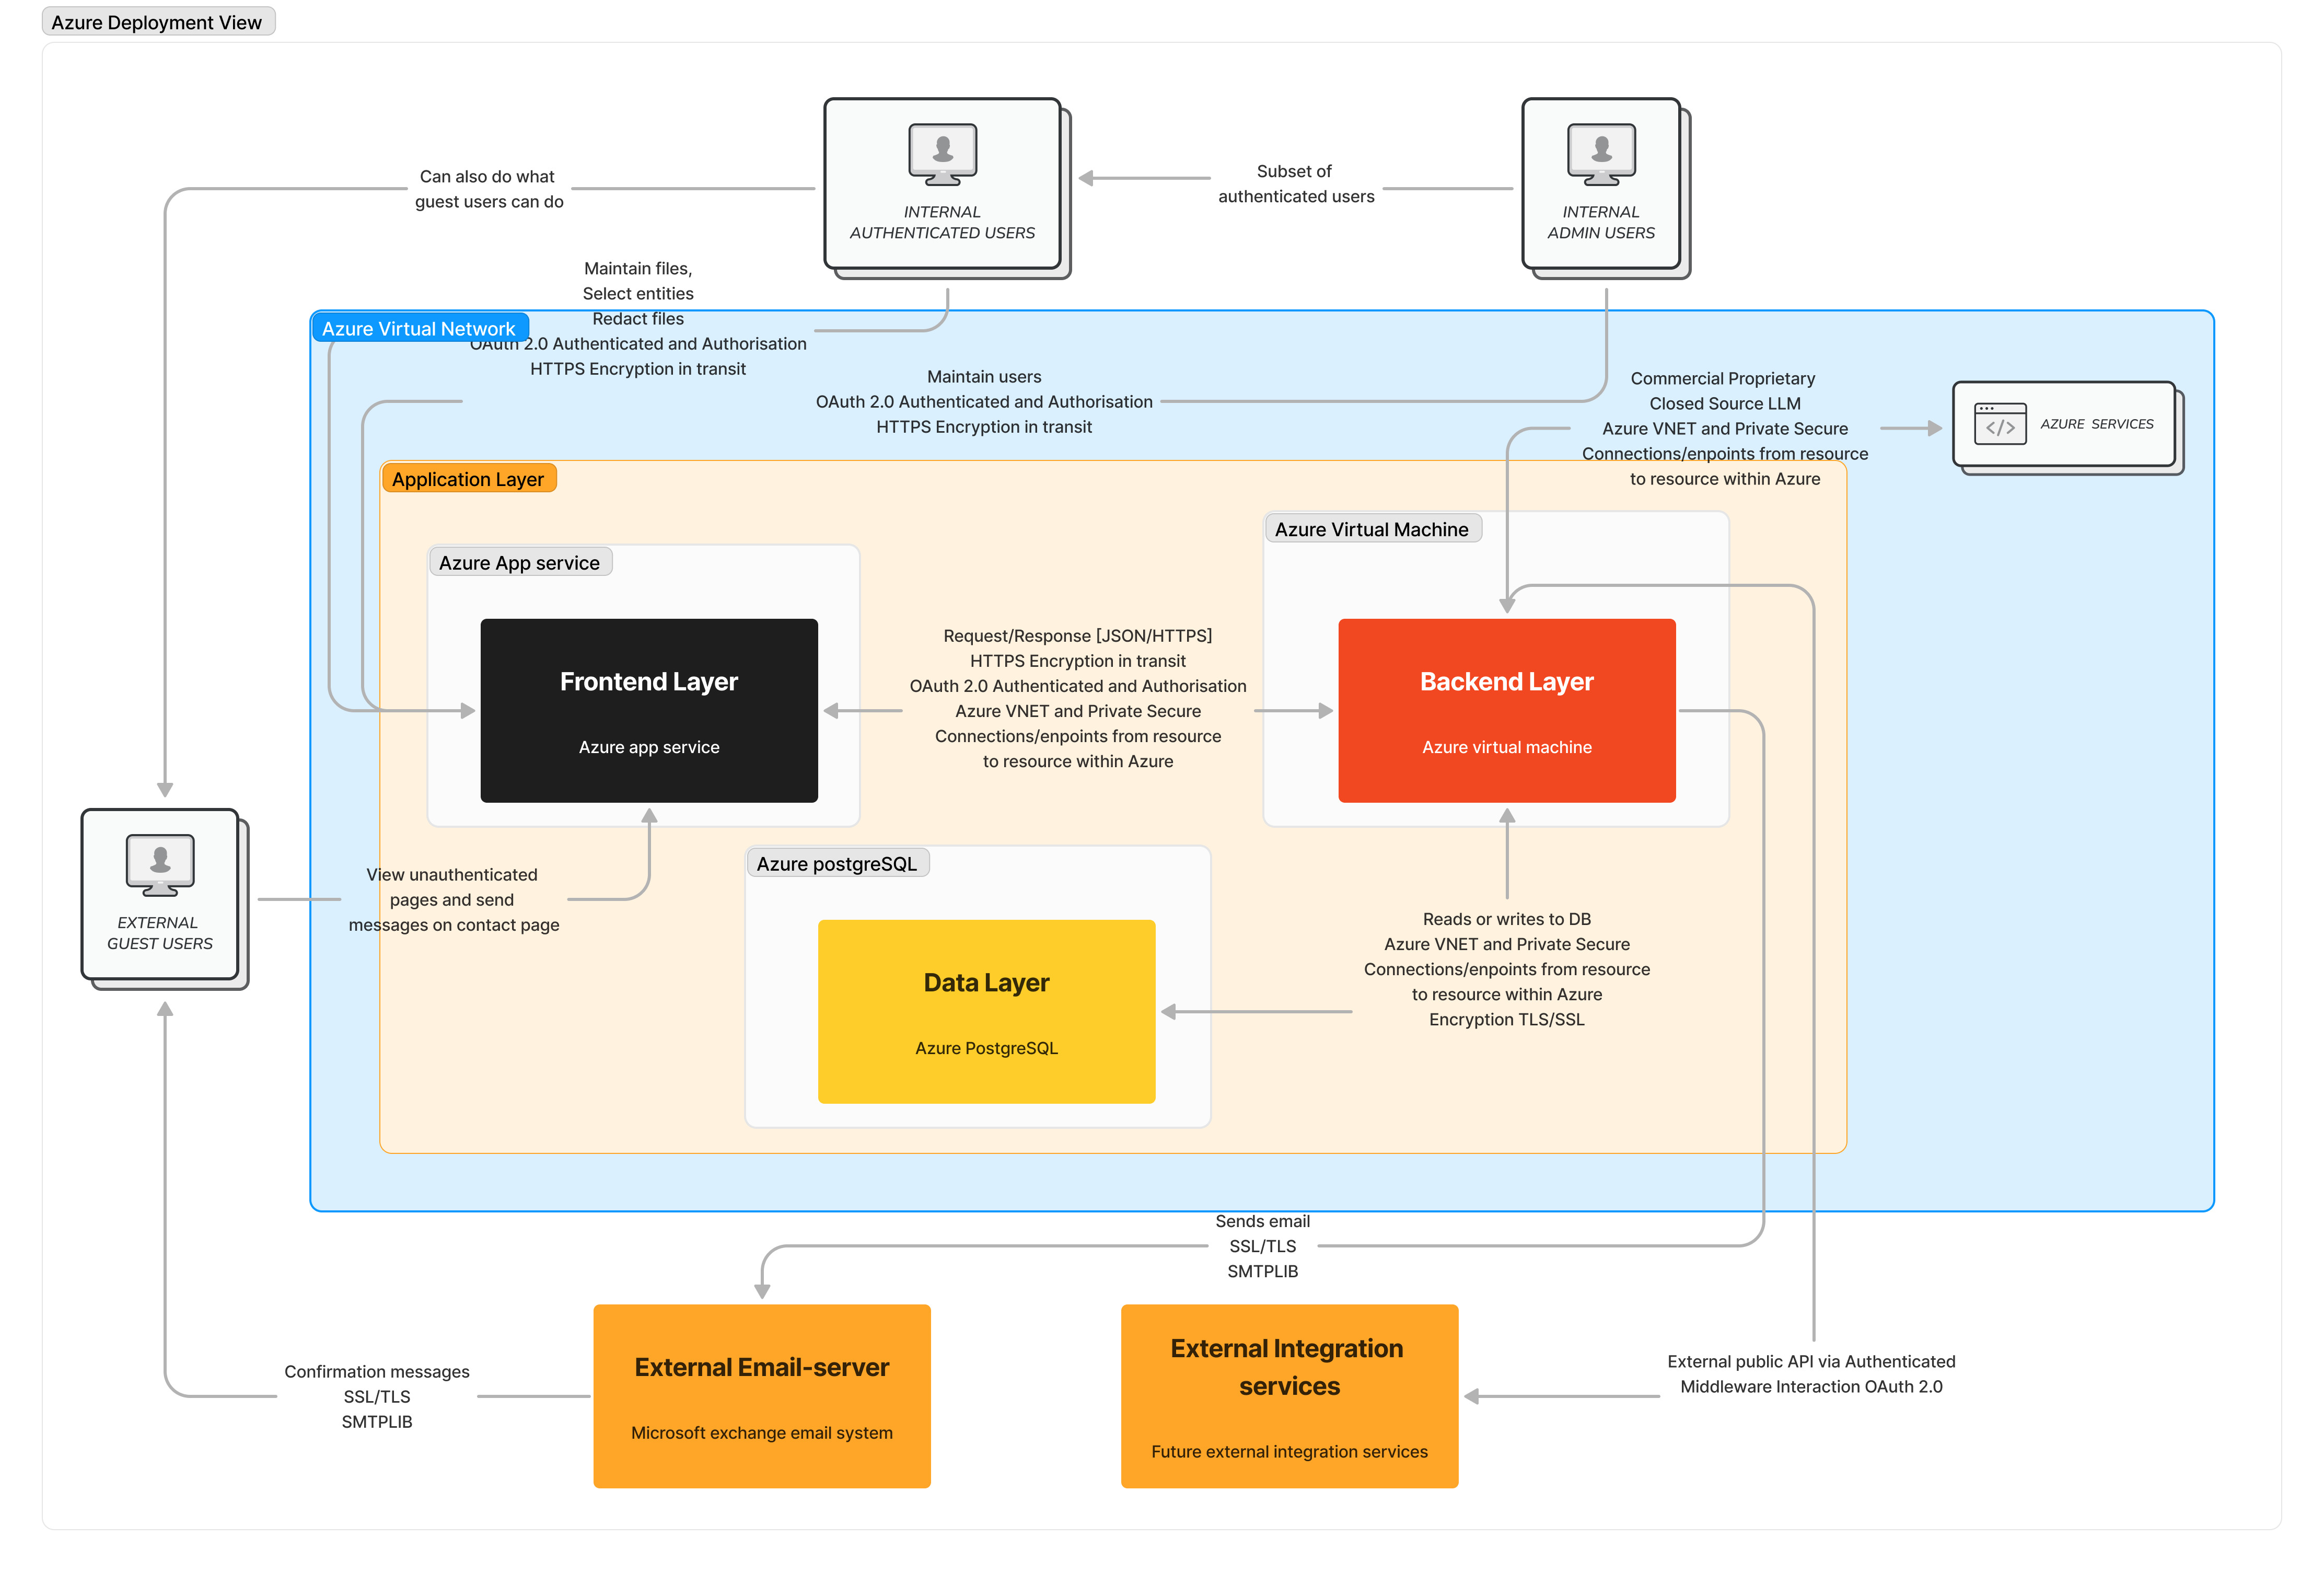 Azure Deployment View
INTERNAL
AUTHENTICATED USERS
INTERNAL
ADMIN USERS
Can also do what
guest users can do
Subset of
authenticated users
Maintain files,
Select entities
Redact files
OAuth 2.0 Authenticated and Authorisation
HTTPS Encryption in transit
Azure Virtual Network
Maintain users
OAuth 2.0 Authenticated and Authorisation
HTTPS Encryption in transit
Commercial Proprietary
Closed Source LLM
Azure VNET and Private Secure
Connections/enpoints from resource
to resource within Azure
AZURE SERVICES
Application Layer
Azure App service
Frontend Layer
Azure app service
Request/Response [JSON/HTTPS]
HTTPS Encryption in transit
OAuth 2.0 Authenticated and Authorisation
Azure VNET and Private Secure
Connections/enpoints from resource
to resource within Azure
Azure Virtual Machine
Backend Layer
Azure virtual machine
EXTERNAL
GUEST USERS
View unauthenticated
pages and send
messages on contact page
Azure postgreSQL
Data Layer
Azure PostgreSQL
Reads or writes to DB
Azure VNET and Private Secure
Connections/enpoints from resource
to resource within Azure
Encryption TLS/SSL
Sends email
SSL/TLS
SMTPLIB
Confirmation messages
SSL/TLS
SMTPLIB
External Email-server
Microsoft exchange email system
External Integration
services
Future external integration services
External public API via Authenticated
Middleware Interaction OAuth 2.0